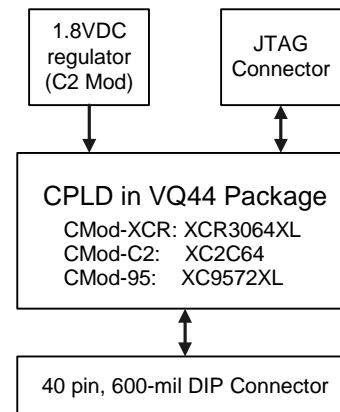 1.8VDC
regulator
(C2 Mod)
JTAG
Connector
CPLD in VQ44 Package
CMod-XCR: XCR3064XL
CMod-C2: XC2C64
CMod-95: XC9572XL
40 pin, 600-mil DIP Connector